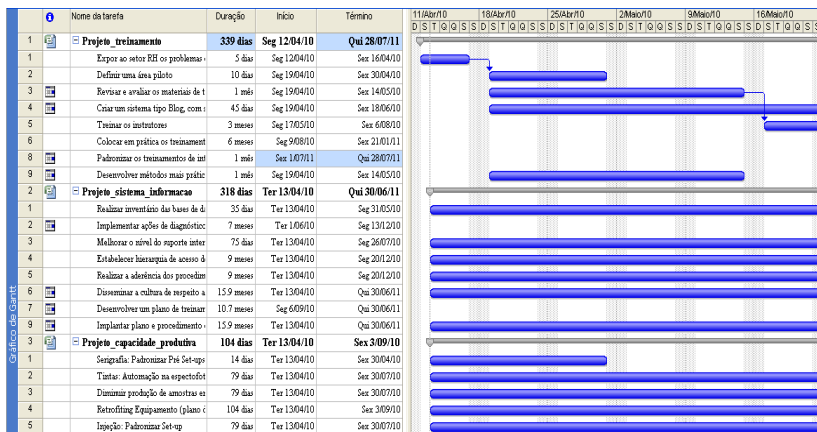 Nome da tarefa Duração Início Término 11/Abr/10 18/Abr/10 25/Abr/10 2/Maio/10 9/Maio/10 16/Maio/10
D S T Q Q S S D S T Q Q S S D S T Q Q S S D S T Q Q S S D S T Q Q S S D S T Q Q S
1 Projeto_treinamento 339 dias Seg 12/04/10 Qui 28/07/11
1 Expor ao setor RH os problemas 5 dias Seg 12/04/10 Sex 16/04/10
2 Definir uma área piloto 10 dias Seg 19/04/10 Sex 30/04/10
3 Revisar e avaliar os materiais de t 1 mês Seg 19/04/10 Sex 14/05/10
4 Criar um sistema tipo Blog, com s 45 dias Seg 19/04/10 Sex 18/06/10
5 Treinar os instrutores 3 meses Seg 17/05/10 Sex 6/08/10
6 Colocar em prática os treinament 6 meses Seg 9/08/10 Sex 21/01/11
8 Padronizar os treinamentos de int 1 mês Sex 1/07/11 Qui 28/07/11
9 Desenvolver métodos mais prátic 1 mês Seg 19/04/10 Sex 14/05/10
2 Projeto_sistema_informacao 318 dias Ter 13/04/10 Qui 30/06/11
1 Realizar inventário das bases de d 35 dias Ter 13/04/10 Seg 31/05/10
2 Implementar ações de diagnóstico 7 meses Ter 1/06/10 Seg 13/12/10
3 Melhorar o nível do suporte inter 75 dias Ter 13/04/10 Seg 26/07/10
4 Estabelecer hierarquia de acesso d 9 meses Ter 13/04/10 Seg 20/12/10
5 Realizar a aderência dos procedim 9 meses Ter 13/04/10 Seg 20/12/10
6 Disseminar a cultura de respeito a 15.9 meses Ter 13/04/10 Qui 30/06/11
7 Desenvolver um plano de treinar 10.7 meses Seg 6/09/10 Qui 30/06/11
9 Implantar plano e procedimento 15.9 meses Ter 13/04/10 Qui 30/06/11
3 Projeto_capacidade_produtiva 104 dias Ter 13/04/10 Sex 3/09/10
1 Serigrafia: Padronizar Pré Set-ups 14 dias Ter 13/04/10 Sex 30/04/10
2 Tintas: Automação na espectofot 79 dias Ter 13/04/10 Sex 30/07/10
3 Diminuir produção de amostras er 79 dias Ter 13/04/10 Sex 30/07/10
4 Retrofiting Equipamento (plano d 104 dias Ter 13/04/10 Sex 3/09/10
5 Injeção: Padronizar Set-up 79 dias Ter 13/04/10 Sex 30/07/10
Gráfico de Gantt